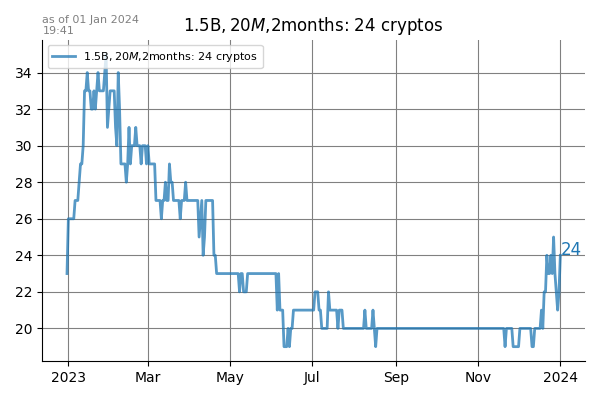 as of 01 Jan 2024
19:41
1.5B, 20M,2months: 24 cryptos
1.5B, 20M,2months: 24 cryptos
34
32
30
28
26
24
22
20
24
2023
Mar
May
Jul
Sep
Nov
2024